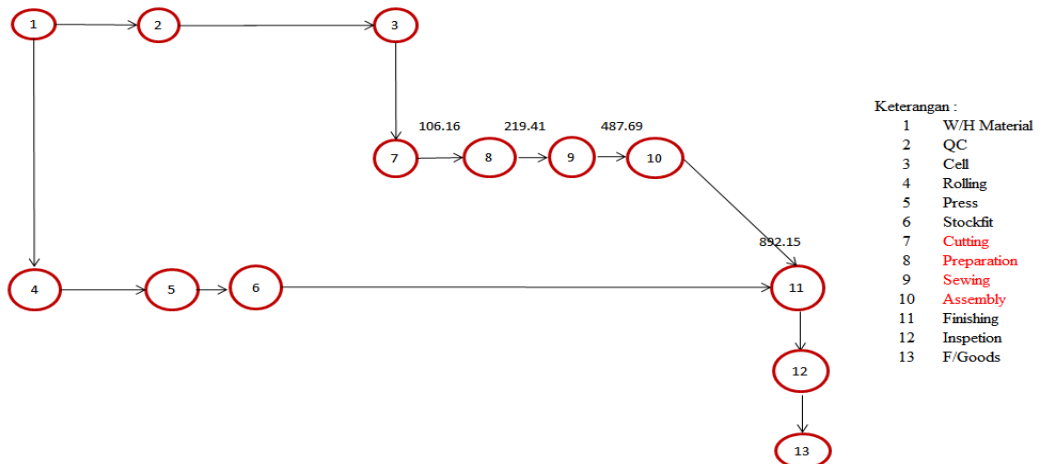 1
2
3
106.16
219.41
487.69
7
8
9
10
892.15
4
5
6
11
12
13
Keterangan :
1 W/H Material
2 QC
3 Cell
4 Rolling
5 Press
6 Stockfit
7 Cutting
8 Preparation
9 Sewing
10 Assembly
11 Finishing
12 Inspetion
13 F/Goods